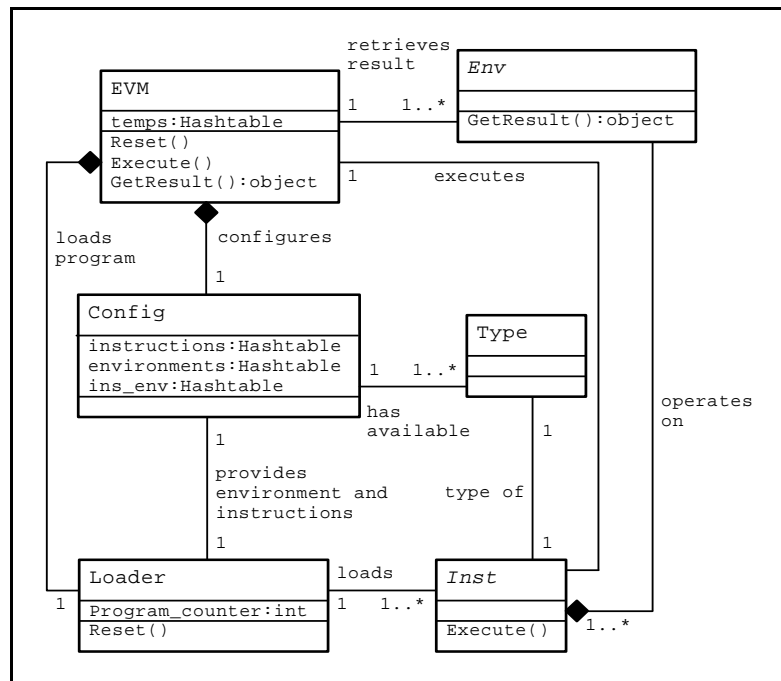 retrieves
result
EVM
temps:Hashtable
Reset()
Execute()
GetResult():object
1
1..*
Env
GetResult():object
1
executes
loads
program
configures
1
Config
instructions:Hashtable
environments:Hashtable
ins_env:Hashtable
1
1..*
Type
has
available
operates
on
1
1
provides
environment and
instructions
type of
1
1
Loader
Program_counter:int
Reset()
1
loads
1
1..*
Inst
Execute()
1..*